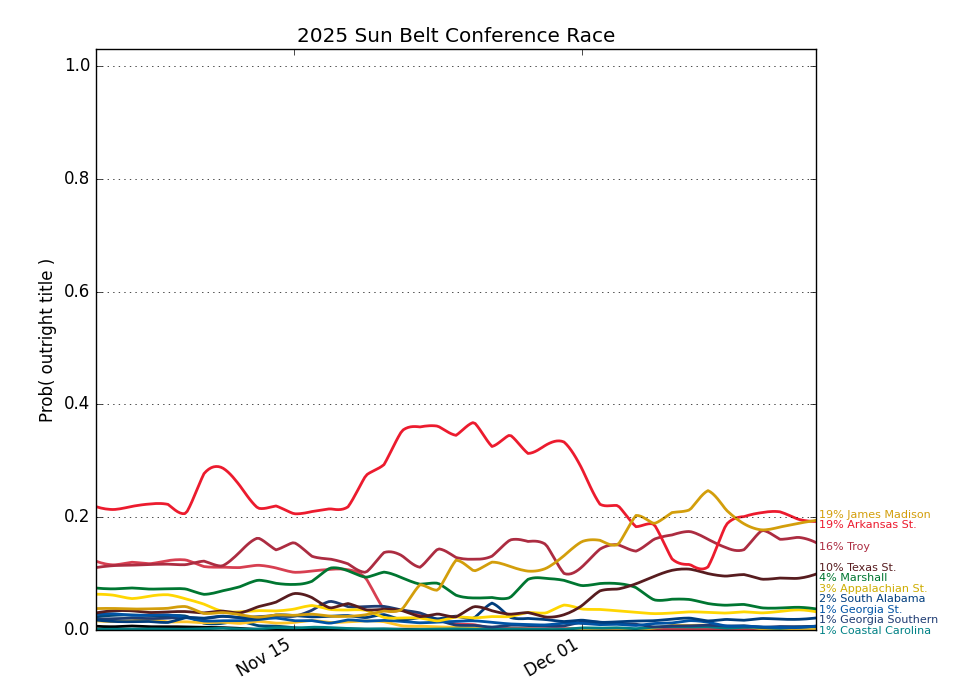 2025 Sun Belt Conference Race
Prob( outright title )
1.0
0.8
0.6
0.4
0.2
0.0
Nov 15
Dec 01
19% James Madison
19% Arkansas St.
16% Troy
10% Texas St.
4% Marshall
3% Appalachian St.
2% South Alabama
1% Georgia St.
1% Georgia Southern
1% Coastal Carolina